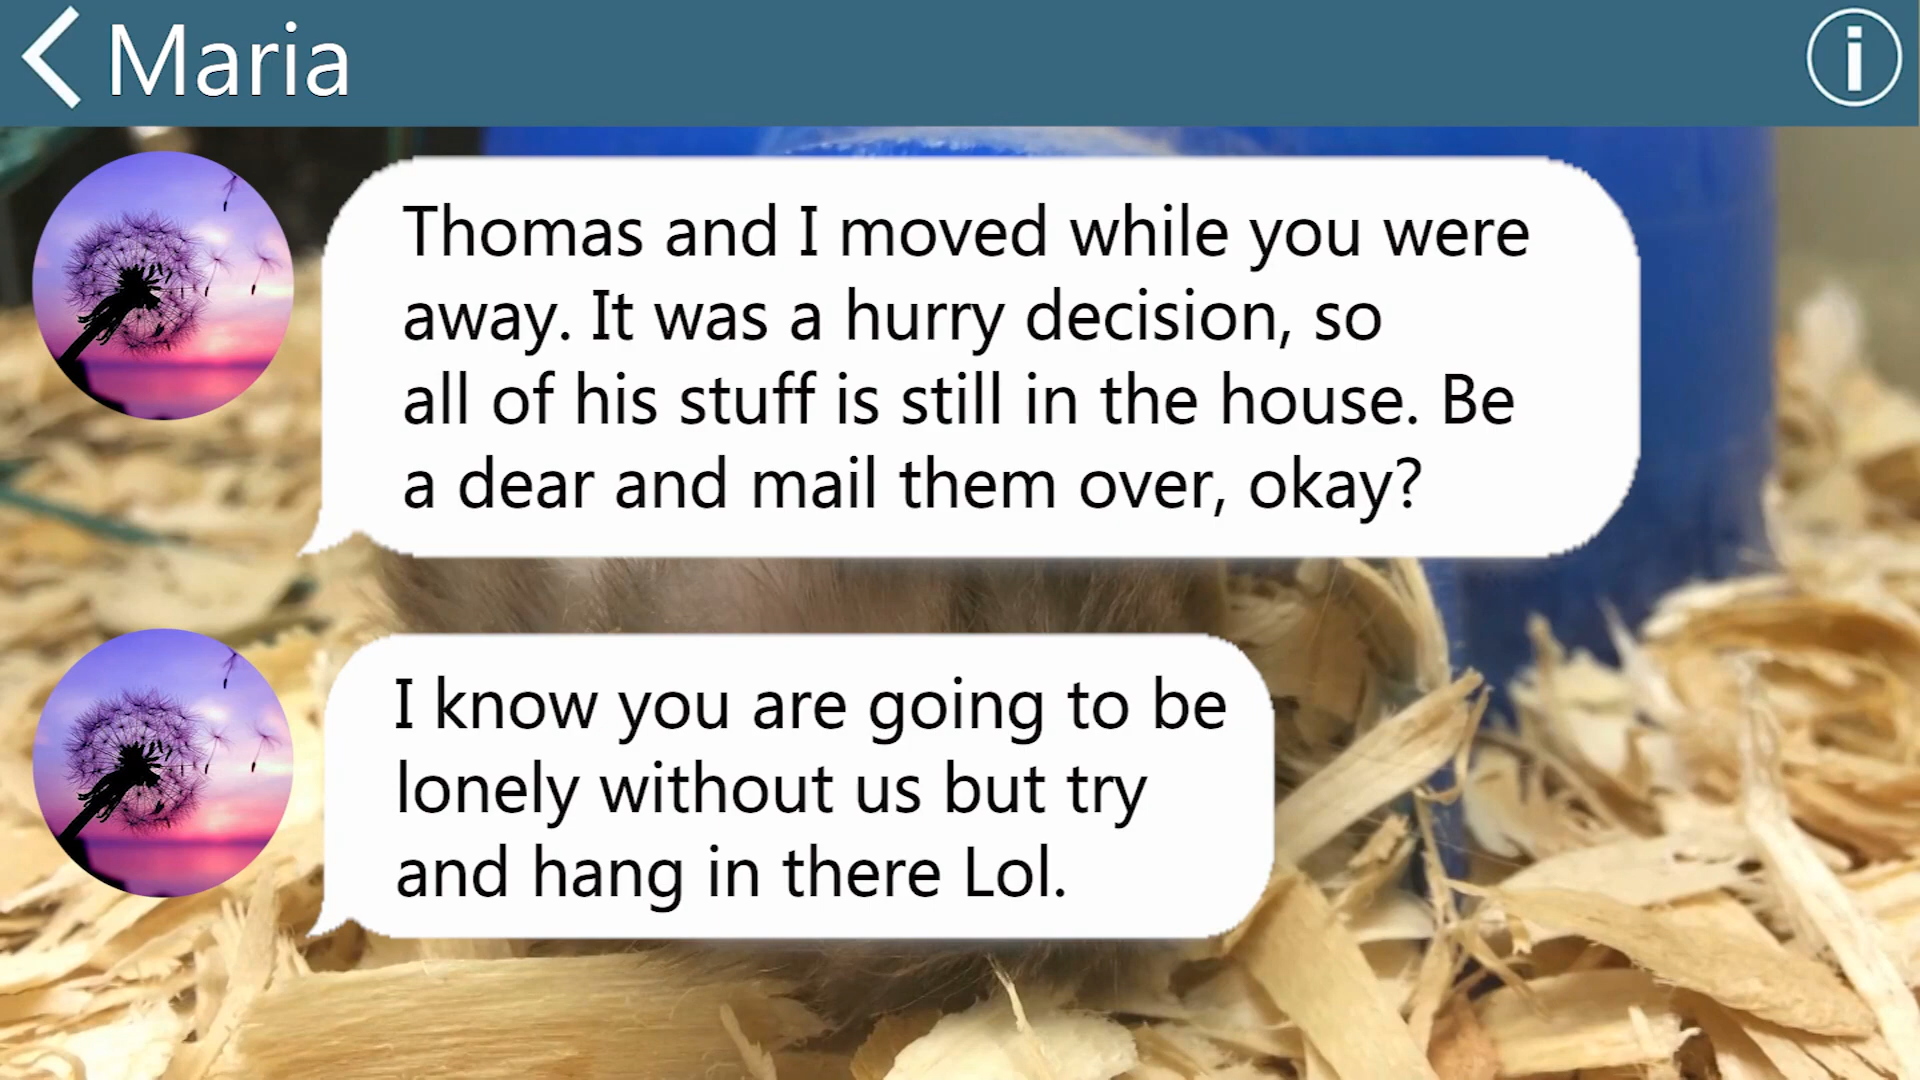 Maria
Thomas and I moved while you were
away. It was a hurry decision, so
all of his stuff is still in the house. Be
a dear and mail them over, okay?
I know you are going to be
lonely without us but try
and hang in there Lol.